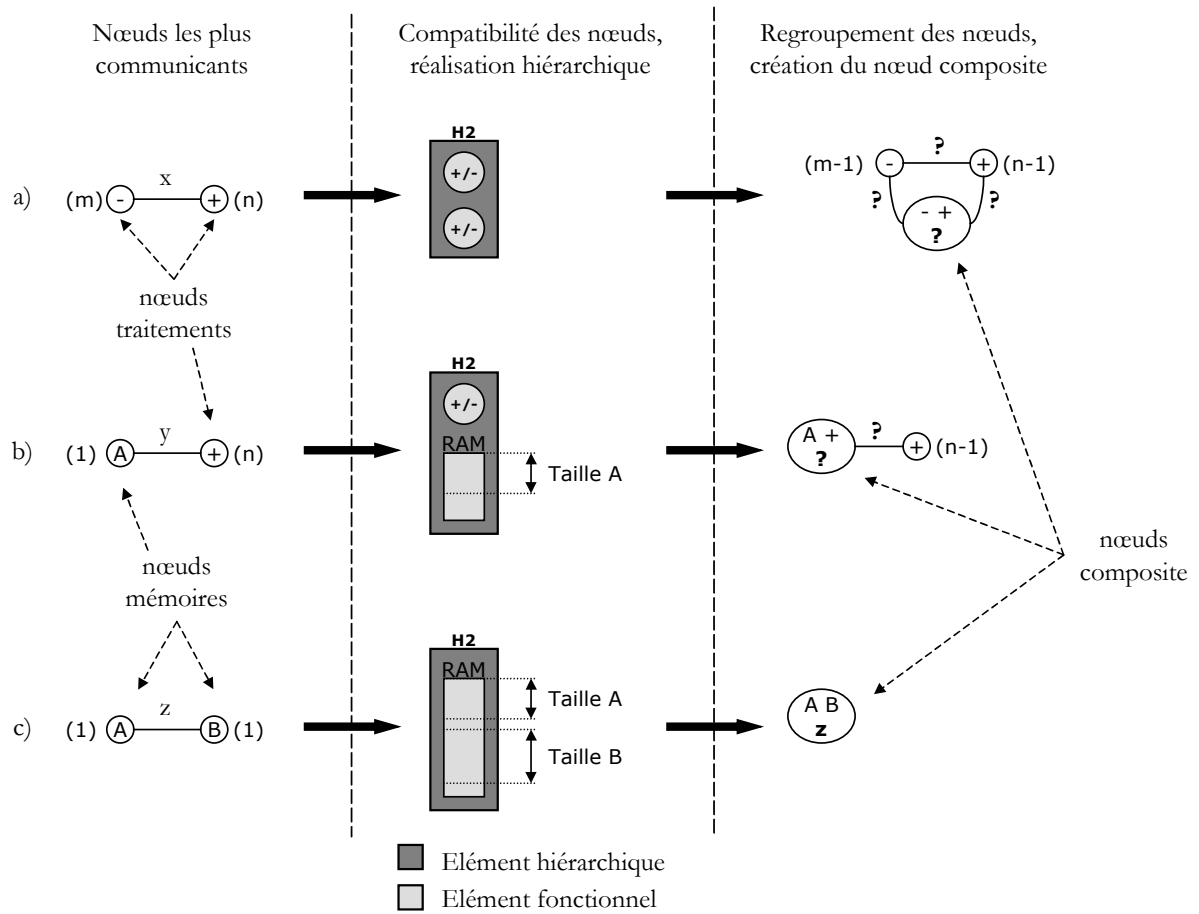 Nœuds les plus
communicants
Compatibilité des nœuds,
réalisation hiérarchique
Regroupement des nœuds,
création du nœud composite
a)
(m) - x + (n)
H2
+/-
+/-
(m-1) - ? + (n-1)
? ?
- +
?
nœuds
traitements
b)
(1) A y + (n)
H2
+/-
RAM
Taille A
A +
?
? + (n-1)
nœuds
mémoires
nœuds
composite
c)
(1) A z B (1)
H2
RAM
Taille A
Taille B
A B
z
Elément hiérarchique
Elément fonctionnel